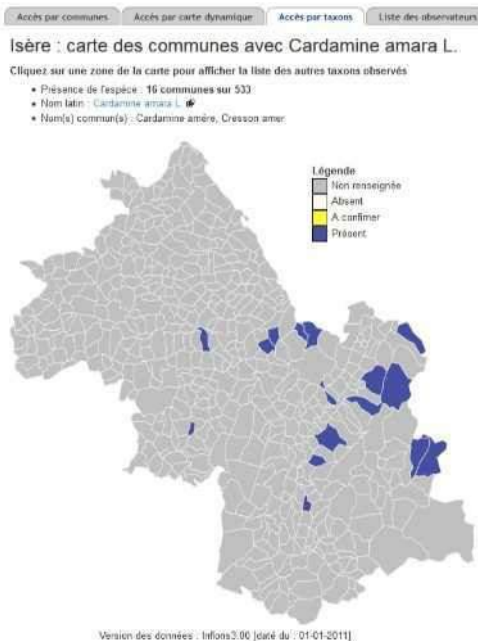 Accès par communes Accès par carte dynamique Accès par taxons Liste des observateurs
Isère : carte des communes avec Cardamine amara L.
Cliquez sur une zone de la carte pour afficher la liste des autres taxons observés
Présence de l'espèce : 16 communes sur 533
Nom latin : Cardamine amara L.
Nom(s) commun(s) : Cardamine amére, Cresson amer
Légende
Non renseignée
Absent
A confirmer
Présent
Version des données : Infloris3.80 [daté du : 01-01-2011]